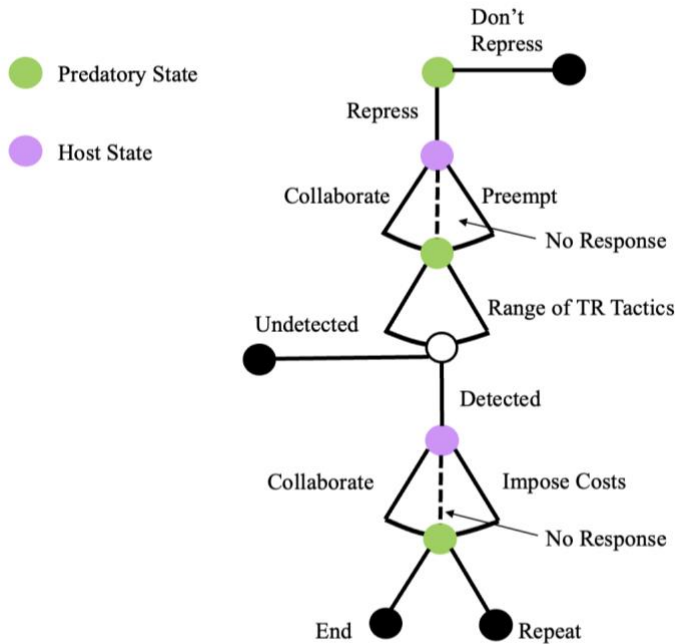 Don’t
Repress
Predatory State
Repress
Host State
Collaborate
Preempt
No Response
Range of TR Tactics
Undetected
Detected
Collaborate
Impose Costs
No Response
End
Repeat